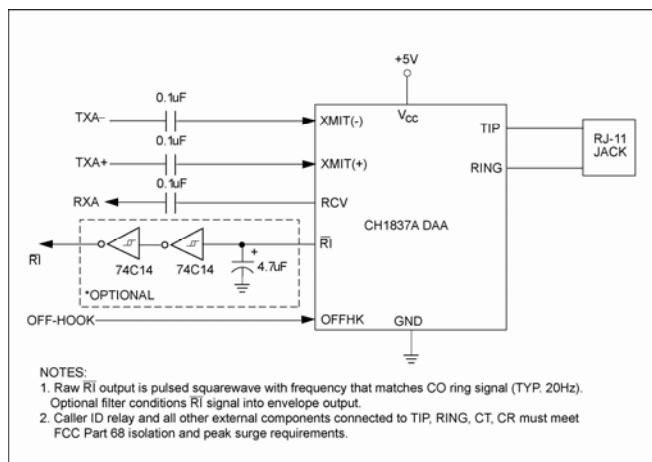 +5V
0.1uF
TXA–
XMIT(-)
VCC
TIP
RJ-11
JACK
0.1uF
TXA+
XMIT(+)
RING
0.1uF
RXA
RCV
CH1837A DAA
RI
RI
74C14
74C14
+
4.7uF
*OPTIONAL
OFF-HOOK
OFFHK
GND
NOTES:
1. Raw RI output is pulsed squarewave with frequency that matches CO ring signal (TYP. 20Hz).
Optional filter conditions RI signal into envelope output.
2. Caller ID relay and all other external components connected to TIP, RING, CT, CR must meet
FCC Part 68 isolation and peak surge requirements.